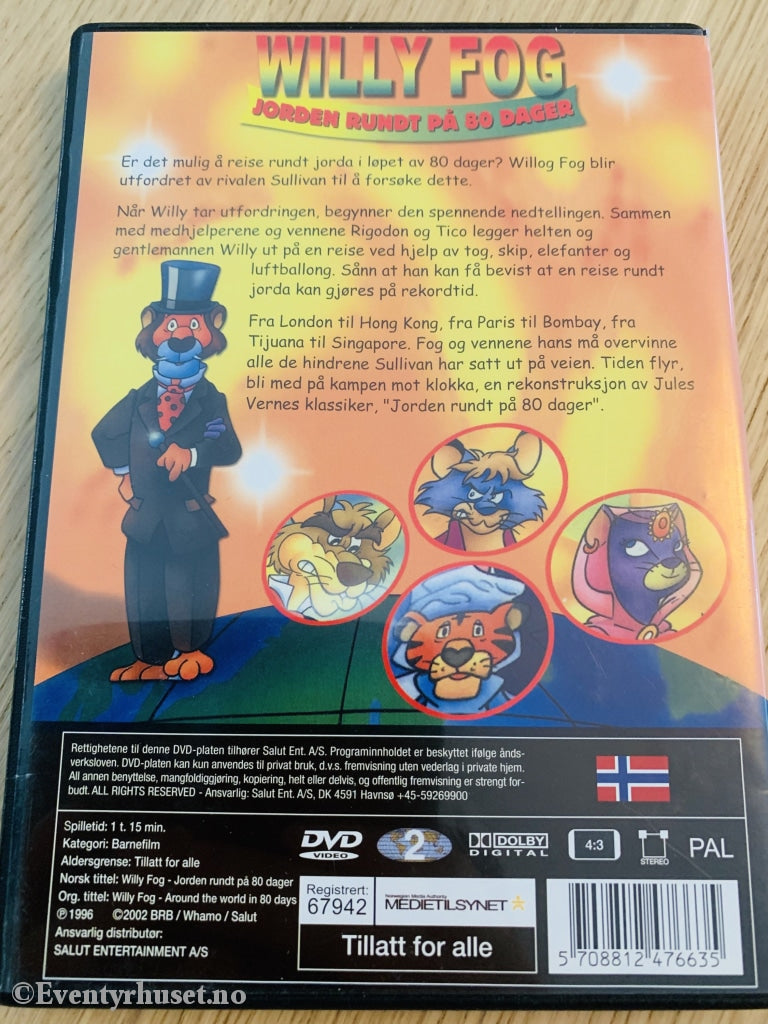 WILLY FOG
JORDEN RUNDT PÅ 80 DAGER
Er det mulig å reise rundt jorda i løpet av 80 dager? Willog Fog blir
utfordret av rivalen Sullivan til å forsøke dette.
Når Willy tar utfordringen, begynner den spennende nedtellingen. Sammen
med medhjelperene og vennene Rigodon og Tico legger helten og
gentlemannen Willy ut på en reise ved hjelp av tog, skip, elefanter og
luftballong. Sånn at han kan få bevist at en reise rundt
jorda kan gjøres på rekordtid.
Fra London til Hong Kong, fra Paris til Bombay, fra
Tijuana til Singapore. Fog og vennene hans må overvinne
alle de hindrene Sullivan har satt ut på veien. Tiden flyr,
bli med på kampen mot klokka, en rekonstruksjon av Jules
Vernes klassiker, "Jorden rundt på 80 dager".
Rettighetene til denne DVD-platen tilhører Salut Ent. A/S. Programinnholdet er beskyttet ifølge ånds-
verksloven. DVD-platen kan kun anvendes til privat bruk, d.v.s. fremvisning uten vederlag i private hjem.
All annen benyttelse, mangfoldiggjøring, kopiering, helt eller delvis, og offentlig fremvisning er strengt for-
budt. ALL RIGHTS RESERVED - Ansvarlig: Salut Ent. A/S, DK 4591 Havnsø +45-59269900
Spilletid: 1 t. 15 min.
Kategori: Barnefilm
Aldersgrense: Tillatt for alle
Norsk tittel: Willy Fog - Jorden rundt på 80 dager
Org. tittel: Willy Fog - Around the world in 80 days
℗ 1996 ©2002 BRB / Whamo / Salut
Ansvarlig distributør:
SALUT ENTERTAINMENT A/S
DVD
VIDEO
2
DOLBY
DIGITAL
4:3
STEREO
PAL
Registrert:
67942
Norwegian Media Authority
MEDIETILSYNET
Tillatt for alle
5 708812 476635
©Eventyrhuset.no